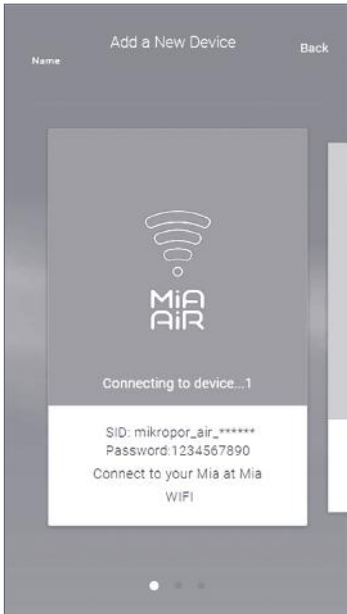 Add a New Device
Back
Name
MiA
AiR
Connecting to device...1
SID: mikropor_air_******
Password:1234567890
Connect to your Mia at Mia
WIFI